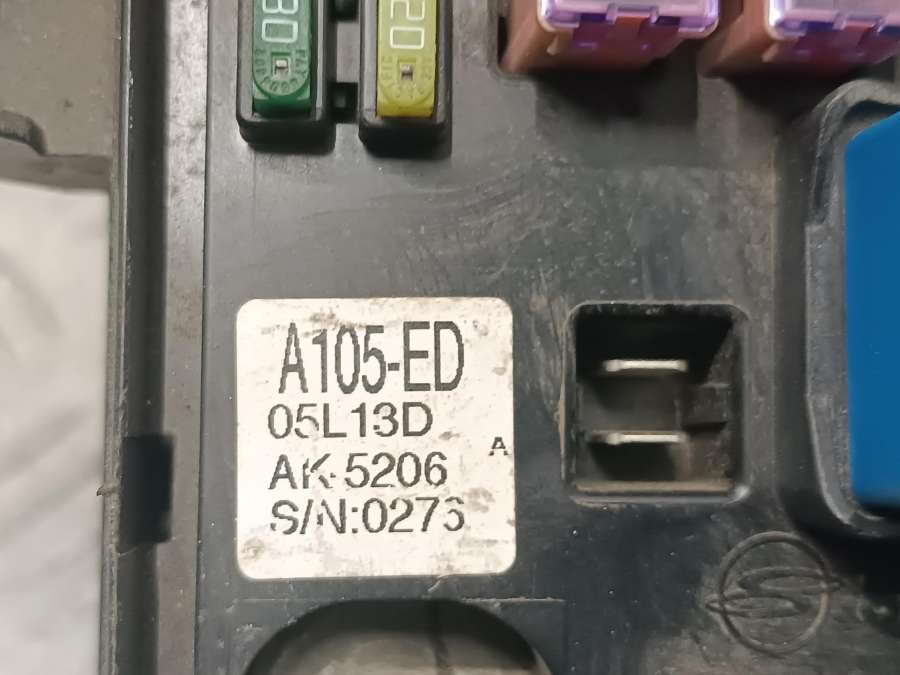 30
20
A105-ED
05L13D
A
AK-5206
S/N:0276